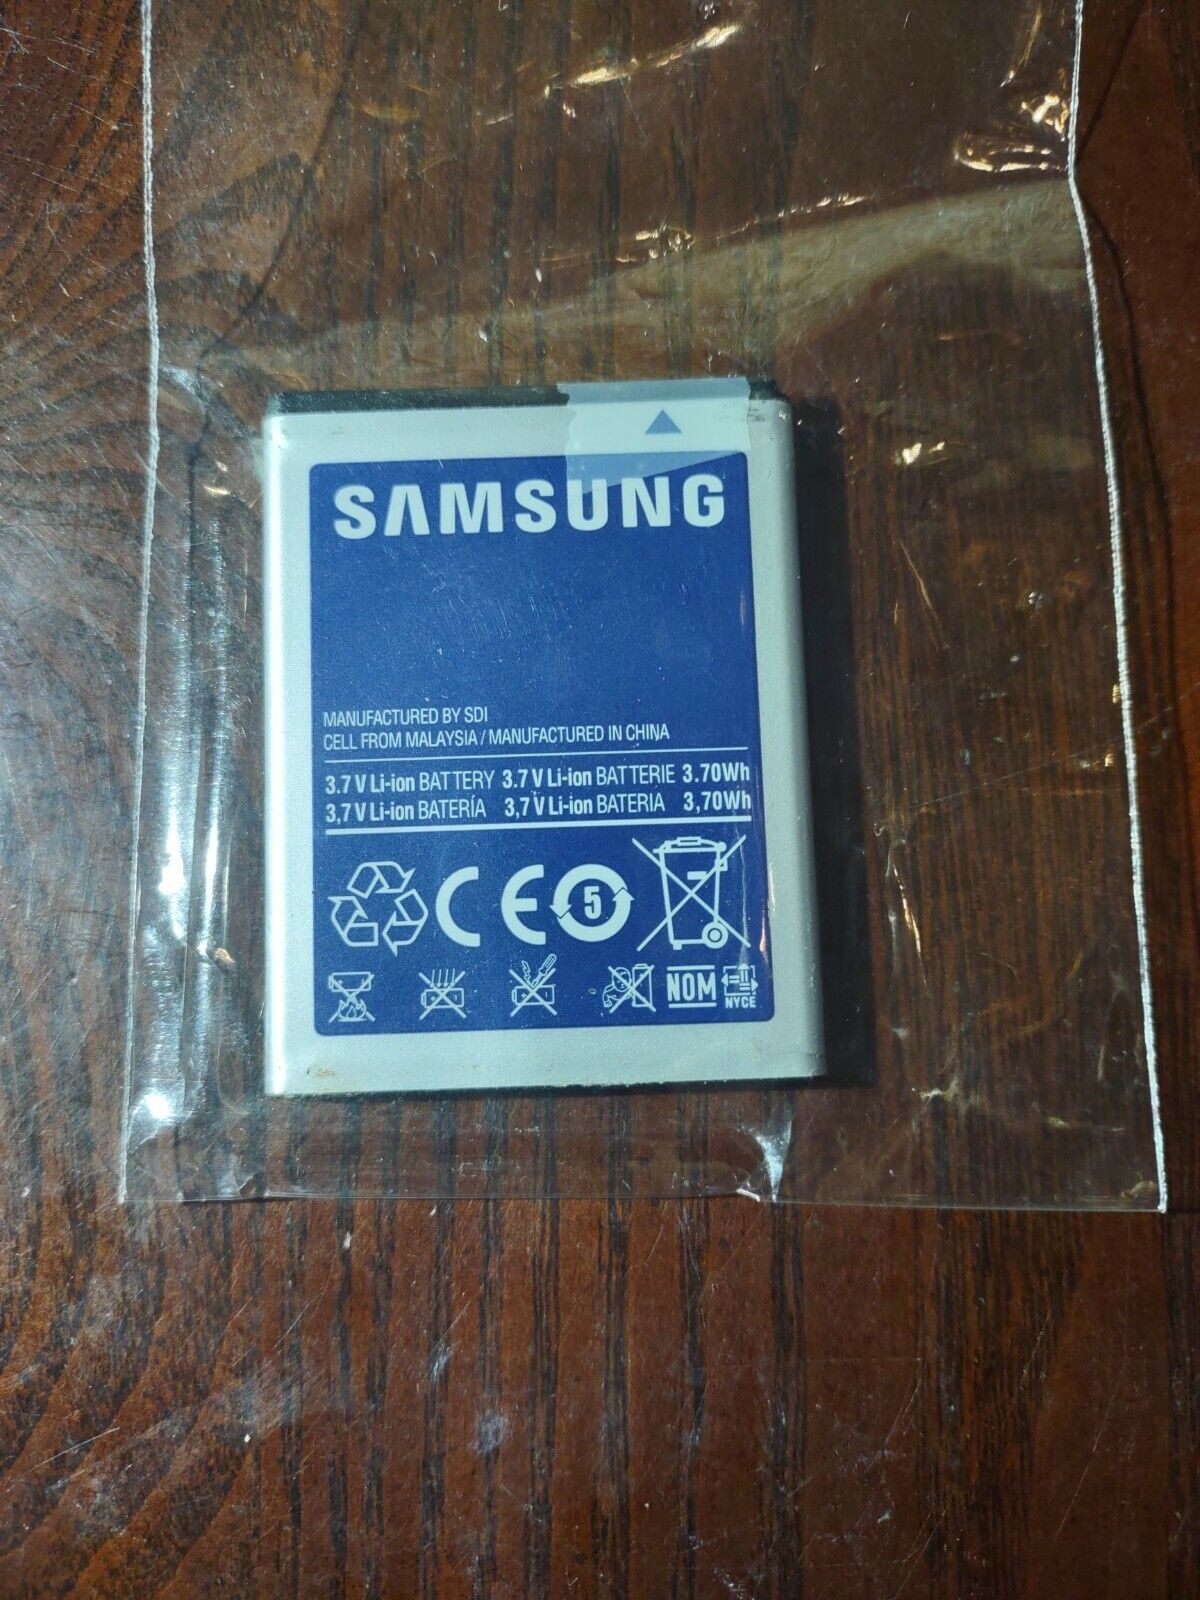 SAMSUNG
MANUFACTURED BY SDI
CELL FROM MALAYSIA / MANUFACTURED IN CHINA
3.7 V Li-ion BATTERY 3.7 V Li-ion BATTERIE 3.70Wh
3,7 V Li-ion BATERÍA 3,7 V Li-ion BATERIA 3,70Wh
CE 5
NOM NYCE